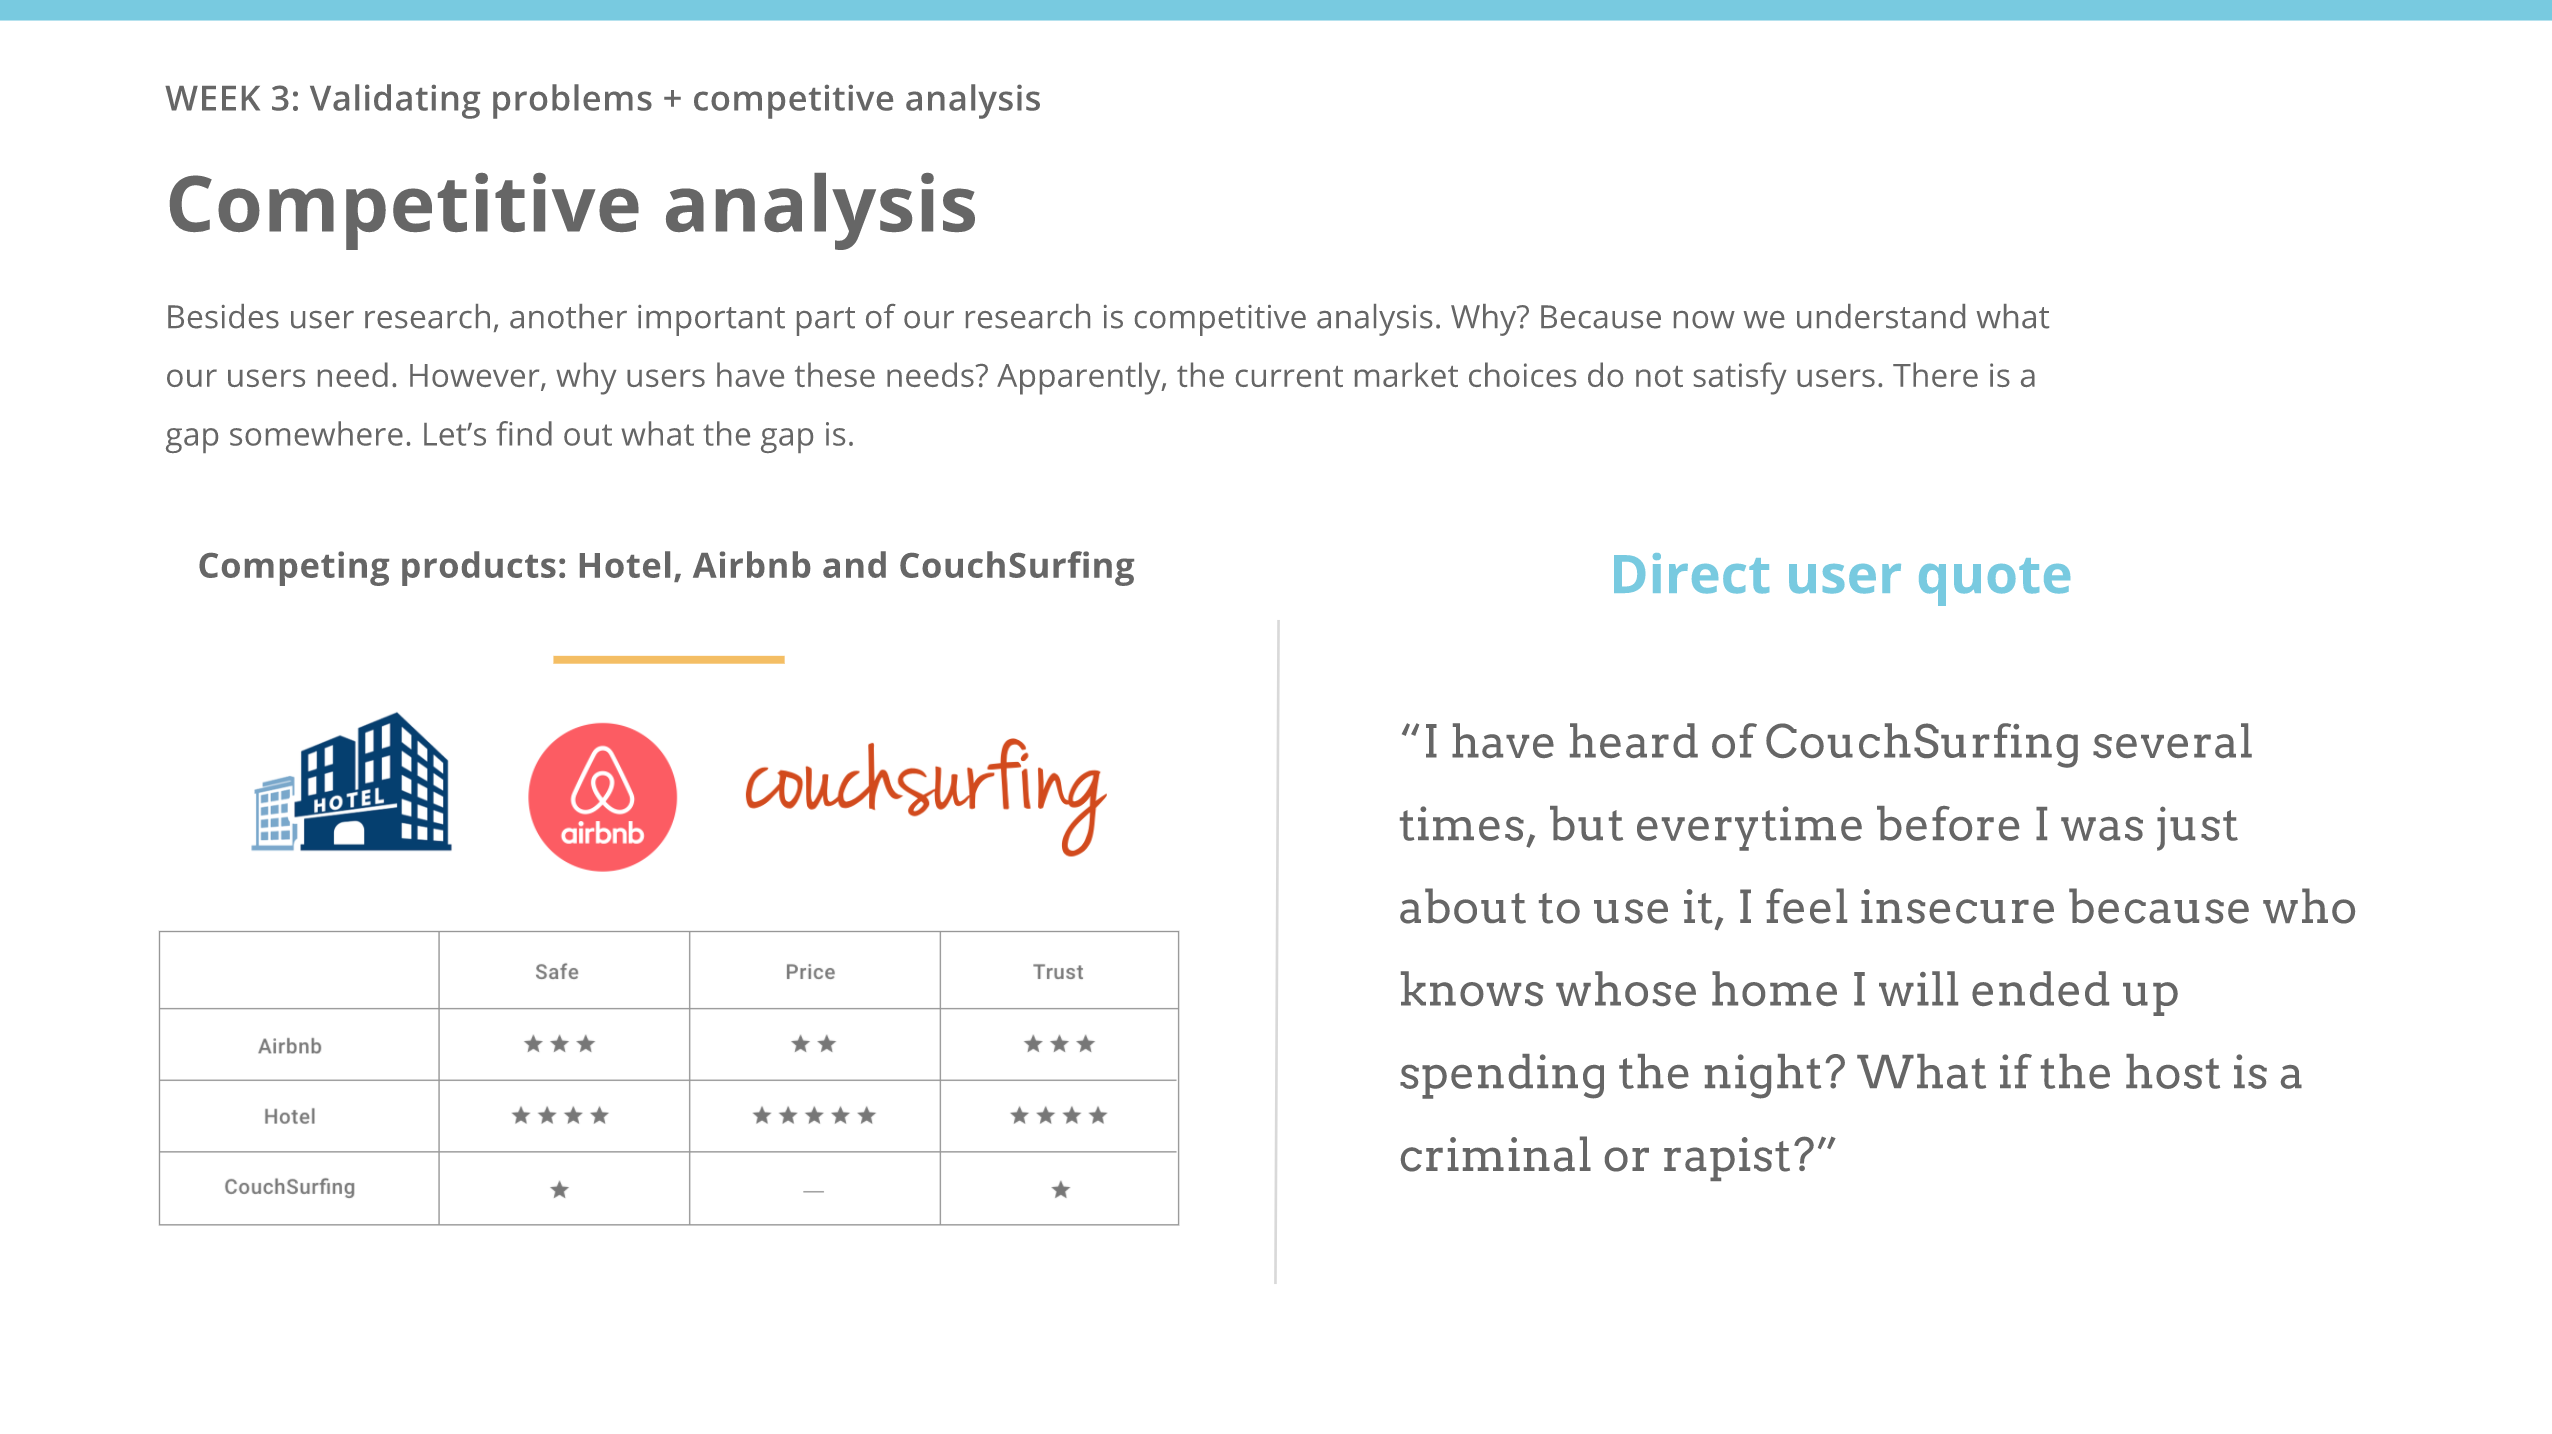 WEEK 3: Validating problems + competitive analysis
Competitive analysis
Besides user research, another important part of our research is competitive analysis. Why? Because now we understand what
our users need. However, why users have these needs? Apparently, the current market choices do not satisfy users. There is a
gap somewhere. Let’s find out what the gap is.
Competing products: Hotel, Airbnb and CouchSurfing
HOTEL
airbnb
couchsurfing
Safe Price Trust
Airbnb ★★★ ★★ ★★★
Hotel ★★★★ ★★★★★ ★★★★
CouchSurfing ★ — ★
Direct user quote
“I have heard of CouchSurfing several
times, but everytime before I was just
about to use it, I feel insecure because who
knows whose home I will ended up
spending the night? What if the host is a
criminal or rapist?”